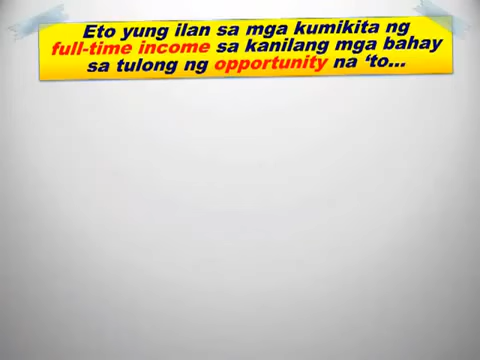 Eto yung ilan sa mga kumikita ng
full-time income sa kanilang mga bahay
sa tulong ng opportunity na ‘to...